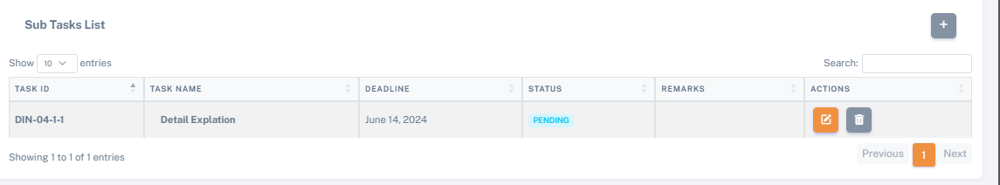 Sub Tasks List
+
Show 10 entries
Search:
TASK ID TASK NAME DEADLINE STATUS REMARKS ACTIONS
DIN-04-1-1 Detail Explation June 14, 2024 PENDING
Showing 1 to 1 of 1 entries
Previous 1 Next